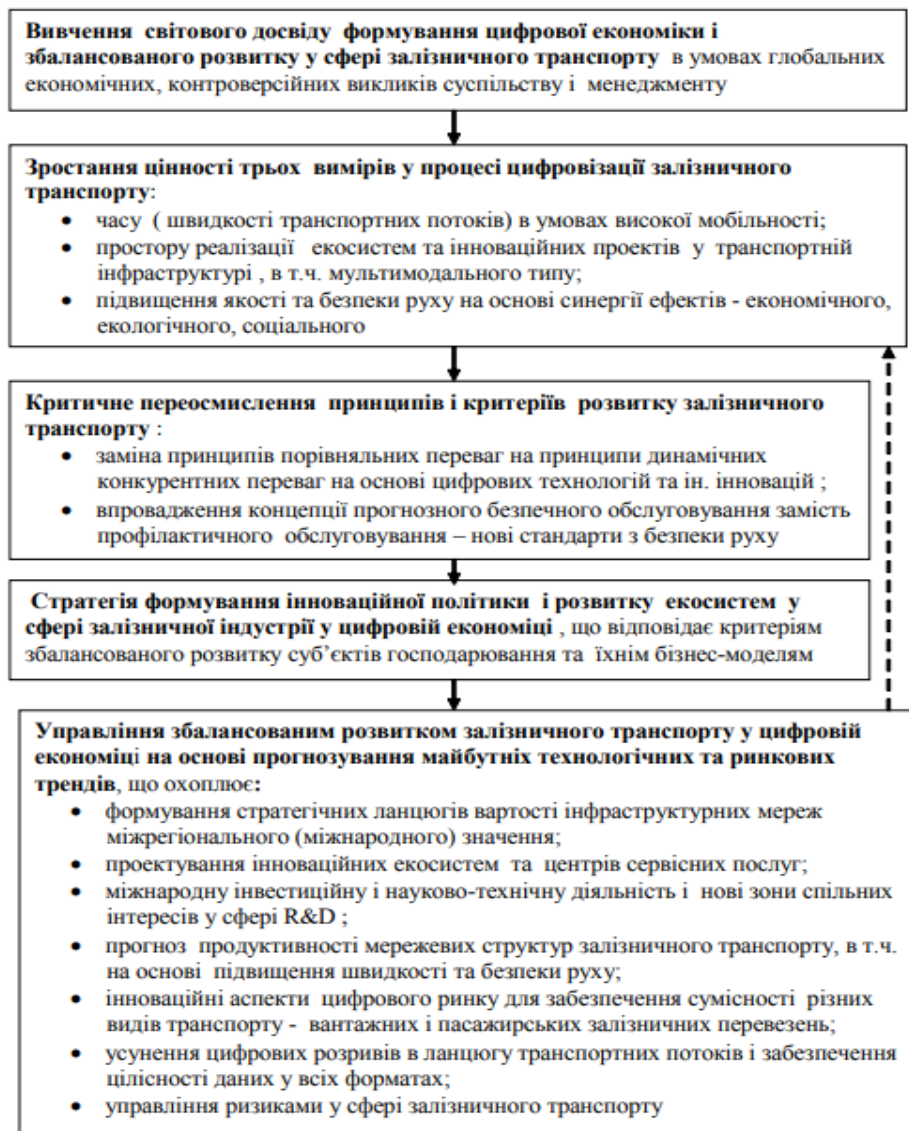 Вивчення світового досвіду формування цифрової економіки і
збалансованого розвитку у сфері залізничного транспорту в умовах глобальних
економічних, контроверсійних викликів суспільству і менеджменту
Зростання цінності трьох вимірів у процесі цифровізації залізничного
транспорту:
• часу ( швидкості транспортних потоків) в умовах високої мобільності;
• простору реалізації екосистем та інноваційних проектів у транспортній
інфраструктурі , в т.ч. мультимодального типу;
• підвищення якості та безпеки руху на основі синергії ефектів - економічного,
екологічного, соціального
Критичне переосмислення принципів і критеріїв розвитку залізничного
транспорту :
• заміна принципів порівняльних переваг на принципи динамічних
конкурентних переваг на основі цифрових технологій та ін. інновацій ;
• впровадження концепції прогнозного безпечного обслуговування замість
профілактичного обслуговування – нові стандарти з безпеки руху
Стратегія формування інноваційної політики і розвитку екосистем у
сфері залізничної індустрії у цифровій економіці , що відповідає критеріям
збалансованого розвитку суб’єктів господарювання та їхнім бізнес-моделям
Управління збалансованим розвитком залізничного транспорту у цифровій
економіці на основі прогнозування майбутніх технологічних та ринкових
трендів, що охоплює:
• формування стратегічних ланцюгів вартості інфраструктурних мереж
міжрегіонального (міжнародного) значення;
• проектування інноваційних екосистем та центрів сервісних послуг;
• міжнародну інвестиційну і науково-технічну діяльність і нові зони спільних
інтересів у сфері R&D ;
• прогноз продуктивності мережевих структур залізничного транспорту, в т.ч.
на основі підвищення швидкості та безпеки руху;
• інноваційні аспекти цифрового ринку для забезпечення сумісності різних
видів транспорту - вантажних і пасажирських залізничних перевезень;
• усунення цифрових розривів в ланцюгу транспортних потоків і забезпечення
цілісності даних у всіх форматах;
• управління ризиками у сфері залізничного транспорту